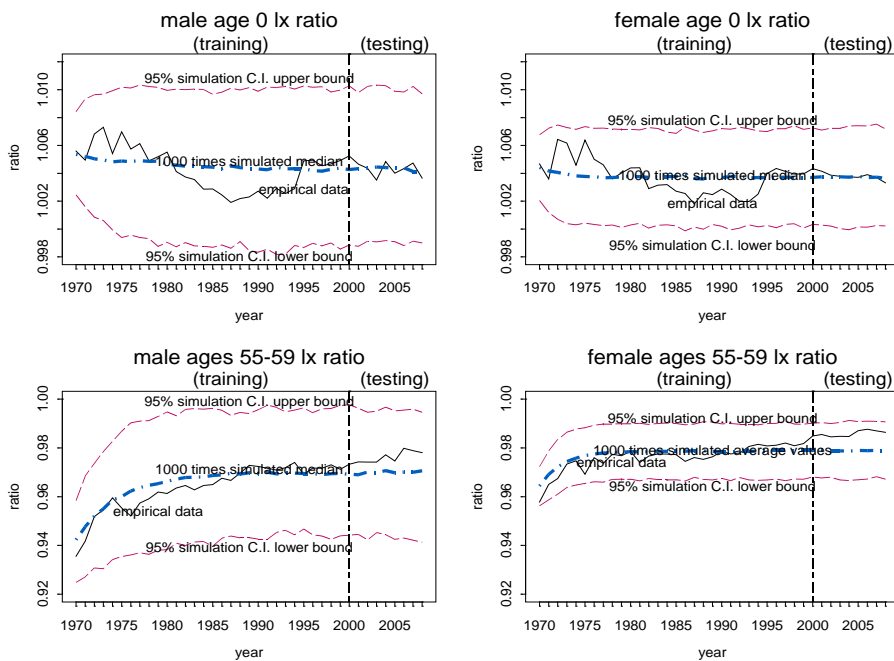 male age 0 lx ratio
(training) (testing)
95% simulation C.I. upper bound
1000 times simulated median
empirical data
95% simulation C.I. lower bound
ratio
0.998 1.002 1.006 1.010
1970 1975 1980 1985 1990 1995 2000 2005
year
female age 0 lx ratio
(training) (testing)
95% simulation C.I. upper bound
1000 times simulated median
empirical data
95% simulation C.I. lower bound
ratio
0.998 1.002 1.006 1.010
1970 1975 1980 1985 1990 1995 2000 2005
year
male ages 55-59 lx ratio
(training) (testing)
95% simulation C.I. upper bound
1000 times simulated median
empirical data
95% simulation C.I. lower bound
ratio
0.92 0.94 0.96 0.98 1.00
1970 1975 1980 1985 1990 1995 2000 2005
year
female ages 55-59 lx ratio
(training) (testing)
95% simulation C.I. upper bound
1000 times simulated average values
empirical data
95% simulation C.I. lower bound
ratio
0.92 0.94 0.96 0.98 1.00
1970 1975 1980 1985 1990 1995 2000 2005
year